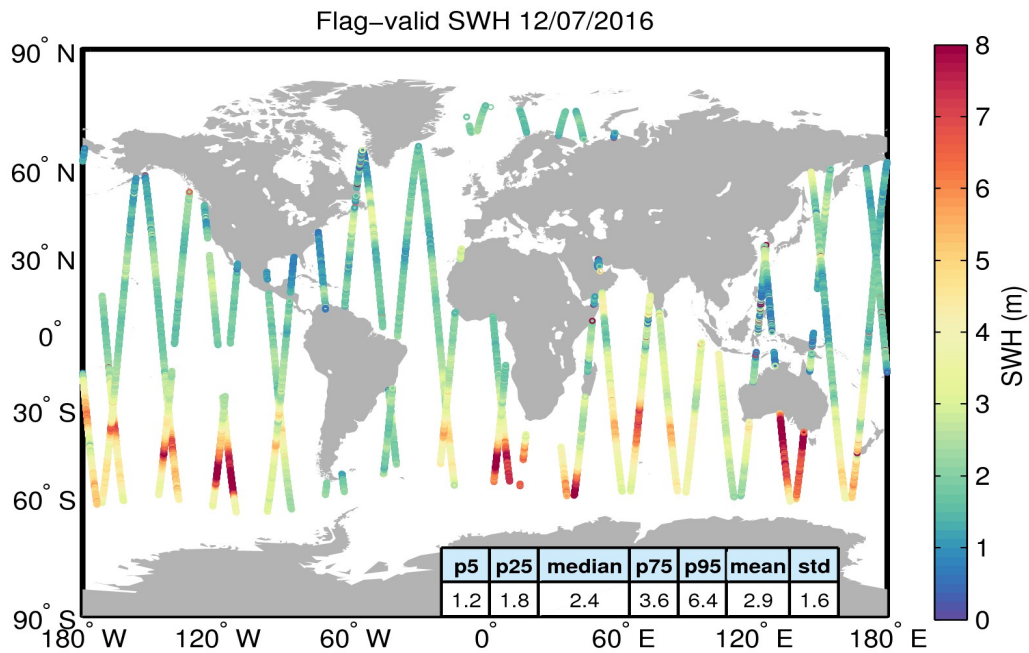 Flag−valid SWH 12/07/2016
90° N
60° N
30° N
0°
30° S
60° S
90° S
180° W
120° W
60° W
0°
60° E
120° E
180° E
p5 p25 median p75 p95 mean std
1.2 1.8 2.4 3.6 6.4 2.9 1.6
8
7
6
5
4
3
2
1
0
SWH (m)